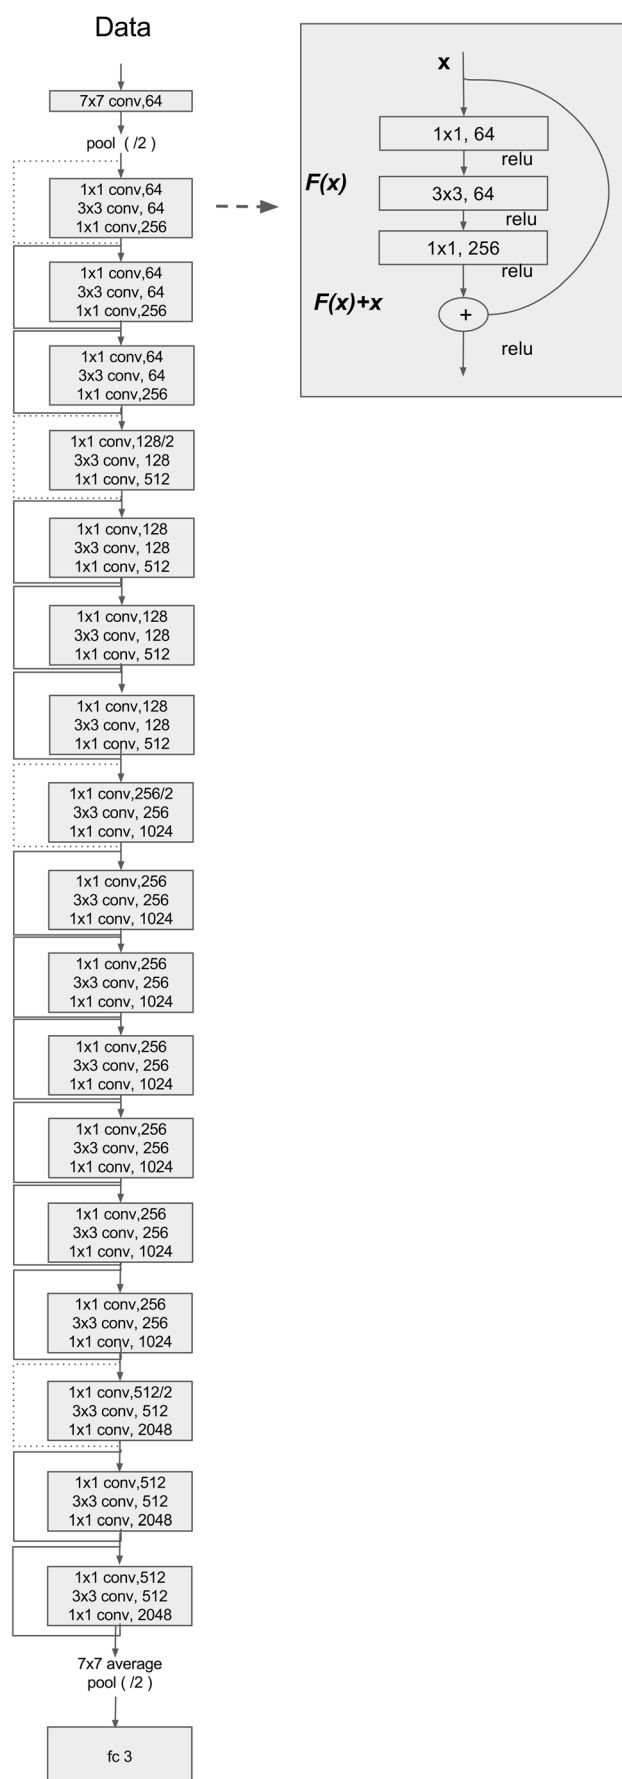 Data
7x7 conv,64
pool ( /2 )
1x1 conv,64
3x3 conv, 64
1x1 conv,256
1x1 conv,64
3x3 conv, 64
1x1 conv,256
1x1 conv,64
3x3 conv, 64
1x1 conv,256
1x1 conv,128/2
3x3 conv, 128
1x1 conv, 512
1x1 conv,128
3x3 conv, 128
1x1 conv, 512
1x1 conv,128
3x3 conv, 128
1x1 conv, 512
1x1 conv,128
3x3 conv, 128
1x1 conv, 512
1x1 conv,256/2
3x3 conv, 256
1x1 conv, 1024
1x1 conv,256
3x3 conv, 256
1x1 conv, 1024
1x1 conv,256
3x3 conv, 256
1x1 conv, 1024
1x1 conv,256
3x3 conv, 256
1x1 conv, 1024
1x1 conv,256
3x3 conv, 256
1x1 conv, 1024
1x1 conv,256
3x3 conv, 256
1x1 conv, 1024
1x1 conv,256
3x3 conv, 256
1x1 conv, 1024
1x1 conv,512/2
3x3 conv, 512
1x1 conv, 2048
1x1 conv,512
3x3 conv, 512
1x1 conv, 2048
1x1 conv,512
3x3 conv, 512
1x1 conv, 2048
7x7 average
pool ( /2 )
fc 3
x
1x1, 64
relu
F(x)
3x3, 64
relu
1x1, 256
relu
F(x)+x
+
relu